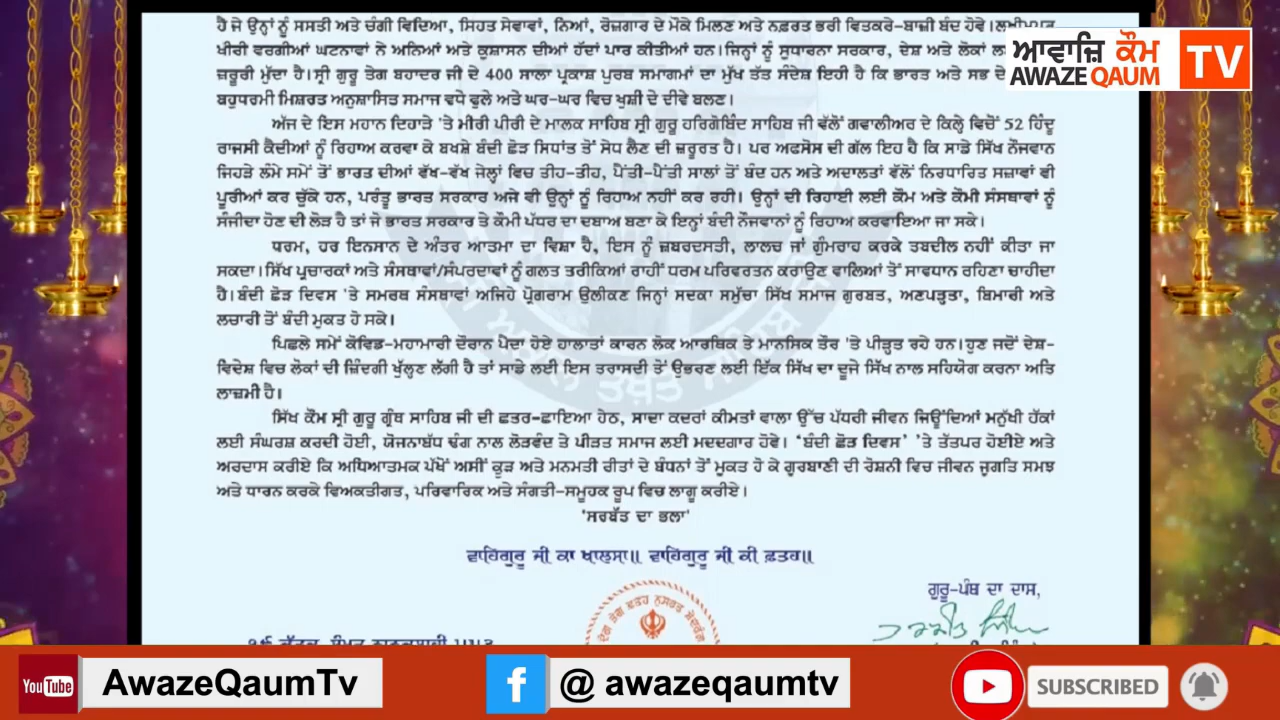 ਹੈ ਜੇ ਉਨ੍ਹਾਂ ਨੂੰ ਸਸਤੀ ਅਤੇ ਚੰਗੀ ਵਿਦਿਆ, ਸਿਹਤ ਸੇਵਾਵਾਂ, ਨਿਆਂ, ਰੋਜ਼ਗਾਰ ਦੇ ਮੌਕੇ ਮਿਲਣ ਅਤੇ ਨਫ਼ਰਤ ਭਰੀ ਵਿਤਕਰੇ-ਬਾਜ਼ੀ ਬੰਦ ਹੋਵੇ।
ਖੀਰੀ ਵਰਗੀਆਂ ਘਟਨਾਵਾਂ ਨੇ ਅਨਿਆਂ ਅਤੇ ਕੁਸ਼ਾਸਨ ਦੀਆਂ ਹੱਦਾਂ ਪਾਰ ਕੀਤੀਆਂ ਹਨ।ਜਿਨ੍ਹਾਂ ਨੂੰ ਸੁਧਾਰਨਾ ਸਰਕਾਰ, ਦੇਸ਼ ਅਤੇ ਲੋਕਾਂ
ਜ਼ਰੂਰੀ ਮੁੱਦਾ ਹੈ।ਸ੍ਰੀ ਗੁਰੂ ਤੇਗ ਬਹਾਦਰ ਜੀ ਦੇ 400 ਸਾਲਾ ਪ੍ਰਕਾਸ਼ ਪੁਰਬ ਸਮਾਗਮਾਂ ਦਾ ਮੁੱਖ ਤੱਤ ਸੰਦੇਸ਼ ਇਹੀ ਹੈ ਕਿ ਭਾਰਤ ਅਤੇ ਸਭ ਦੇ
ਬਹੁਧਰਮੀ ਮਿਸ਼ਰਤ ਅਨੁਸ਼ਾਸਿਤ ਸਮਾਜ ਵਧੇ ਫੁਲੇ ਅਤੇ ਘਰ-ਘਰ ਵਿਚ ਖੁਸ਼ੀ ਦੇ ਦੀਵੇ ਬਲਣ।
ਆਵਾਜ਼ਿ ਕੌਮ
AWAZE QAUM TV
ਅੱਜ ਦੇ ਇਸ ਮਹਾਨ ਦਿਹਾੜੇ 'ਤੇ ਮੀਰੀ ਪੀਰੀ ਦੇ ਮਾਲਕ ਸਾਹਿਬ ਸ੍ਰੀ ਗੁਰੂ ਹਰਿਗੋਬਿੰਦ ਸਾਹਿਬ ਜੀ ਵੱਲੋਂ ਗਵਾਲੀਅਰ ਦੇ ਕਿਲ੍ਹੇ ਵਿਚੋਂ 52 ਹਿੰਦੂ
ਰਾਜਸੀ ਕੈਦੀਆਂ ਨੂੰ ਰਿਹਾਅ ਕਰਵਾ ਕੇ ਬਖਸ਼ੇ ਬੰਦੀ ਛੋੜ ਸਿਧਾਂਤ ਤੋਂ ਸੇਧ ਲੈਣ ਦੀ ਜ਼ਰੂਰਤ ਹੈ। ਪਰ ਅਫਸੋਸ ਦੀ ਗੱਲ ਇਹ ਹੈ ਕਿ ਸਾਡੇ ਸਿੱਖ ਨੌਜਵਾਨ
ਜਿਹੜੇ ਲੰਮੇ ਸਮੇਂ ਤੋਂ ਭਾਰਤ ਦੀਆਂ ਵੱਖ-ਵੱਖ ਜੇਲ੍ਹਾਂ ਵਿਚ ਤੀਹ-ਤੀਹ, ਪੈਂਤੀ-ਪੈਂਤੀ ਸਾਲਾਂ ਤੋਂ ਬੰਦ ਹਨ ਅਤੇ ਅਦਾਲਤਾਂ ਵੱਲੋਂ ਨਿਰਧਾਰਿਤ ਸਜ਼ਾਵਾਂ ਵੀ
ਪੂਰੀਆਂ ਕਰ ਚੁੱਕੇ ਹਨ, ਪਰੰਤੂ ਭਾਰਤ ਸਰਕਾਰ ਅਜੇ ਵੀ ਉਨ੍ਹਾਂ ਨੂੰ ਰਿਹਾਅ ਨਹੀਂ ਕਰ ਰਹੀ। ਉਨ੍ਹਾਂ ਦੀ ਰਿਹਾਈ ਲਈ ਕੌਮ ਅਤੇ ਕੌਮੀ ਸੰਸਥਾਵਾਂ ਨੂੰ
ਸੰਜੀਦਾ ਹੋਣ ਦੀ ਲੋੜ ਹੈ ਤਾਂ ਜੋ ਭਾਰਤ ਸਰਕਾਰ ਤੇ ਕੌਮੀ ਪੱਧਰ ਦਾ ਦਬਾਅ ਬਣਾ ਕੇ ਇਨ੍ਹਾਂ ਬੰਦੀ ਨੌਜਵਾਨਾਂ ਨੂੰ ਰਿਹਾਅ ਕਰਵਾਇਆ ਜਾ ਸਕੇ।
ਧਰਮ, ਹਰ ਇਨਸਾਨ ਦੇ ਅੰਤਰ ਆਤਮਾ ਦਾ ਵਿਸ਼ਾ ਹੈ, ਇਸ ਨੂੰ ਜ਼ਬਰਦਸਤੀ, ਲਾਲਚ ਜਾਂ ਗੁੰਮਰਾਹ ਕਰਕੇ ਤਬਦੀਲ ਨਹੀਂ ਕੀਤਾ ਜਾ
ਸਕਦਾ।ਸਿੱਖ ਪ੍ਰਚਾਰਕਾਂ ਅਤੇ ਸੰਸਥਾਵਾਂ/ਸੰਪਰਦਾਵਾਂ ਨੂੰ ਗਲਤ ਤਰੀਕਿਆਂ ਰਾਹੀਂ ਧਰਮ ਪਰਿਵਰਤਨ ਕਰਾਉਣ ਵਾਲਿਆਂ ਤੋਂ ਸਾਵਧਾਨ ਰਹਿਣਾ ਚਾਹੀਦਾ
ਹੈ।ਬੰਦੀ ਛੋੜ ਦਿਵਸ 'ਤੇ ਸਮਰਥ ਸੰਸਥਾਵਾਂ ਅਜਿਹੇ ਪ੍ਰੋਗਰਾਮ ਉਲੀਕਣ ਜਿਨ੍ਹਾਂ ਸਦਕਾ ਸਮੁੱਚਾ ਸਿੱਖ ਸਮਾਜ ਗੁਰਬਤ, ਅਣਪੜ੍ਹਤਾ, ਬਿਮਾਰੀ ਅਤੇ
ਲਚਾਰੀ ਤੋਂ ਬੰਦੀ ਮੁਕਤ ਹੋ ਸਕੇ।
ਪਿਛਲੇ ਸਮੇਂ ਕੋਵਿਡ-ਮਹਾਮਾਰੀ ਦੌਰਾਨ ਪੈਦਾ ਹੋਏ ਹਾਲਾਤਾਂ ਕਾਰਨ ਲੋਕ ਆਰਥਿਕ ਤੇ ਮਾਨਸਿਕ ਤੌਰ 'ਤੇ ਪੀੜ੍ਹਤ ਰਹੇ ਹਨ।ਹੁਣ ਜਦੋਂ ਦੇਸ਼-
ਵਿਦੇਸ਼ ਵਿਚ ਲੋਕਾਂ ਦੀ ਜ਼ਿੰਦਗੀ ਖੁੱਲ੍ਹਣ ਲੱਗੀ ਹੈ ਤਾਂ ਸਾਡੇ ਲਈ ਇਸ ਤਰਾਸਦੀ ਤੋਂ ਉਭਰਣ ਲਈ ਇੱਕ ਸਿੱਖ ਦਾ ਦੂਜੇ ਸਿੱਖ ਨਾਲ ਸਹਿਯੋਗ ਕਰਨਾ ਅਤਿ
ਲਾਜ਼ਮੀ ਹੈ।
ਸਿੱਖ ਕੌਮ ਸ੍ਰੀ ਗੁਰੂ ਗ੍ਰੰਥ ਸਾਹਿਬ ਜੀ ਦੀ ਛਤਰ-ਛਾਇਆ ਹੇਠ, ਸਾਦਾ ਕਦਰਾਂ ਕੀਮਤਾਂ ਵਾਲਾ ਉੱਚ ਪੱਧਰੀ ਜੀਵਨ ਜਿਊਂਦਿਆਂ ਮਨੁੱਖੀ ਹੱਕਾਂ
ਲਈ ਸੰਘਰਸ਼ ਕਰਦੀ ਹੋਈ, ਯੋਜਨਾਬੱਧ ਢੰਗ ਨਾਲ ਲੋੜਵੰਦ ਤੇ ਪੀੜਤ ਸਮਾਜ ਲਈ ਮਦਦਗਾਰ ਹੋਵੇ। 'ਬੰਦੀ ਛੋੜ ਦਿਵਸ' 'ਤੇ ਤੱਤਪਰ ਹੋਈਏ ਅਤੇ
ਅਰਦਾਸ ਕਰੀਏ ਕਿ ਅਧਿਆਤਮਕ ਪੱਖੋਂ ਅਸੀਂ ਕੂੜ ਅਤੇ ਮਨਮਤੀ ਰੀਤਾਂ ਦੇ ਬੰਧਨਾਂ ਤੋਂ ਮੁਕਤ ਹੋ ਕੇ ਗੁਰਬਾਣੀ ਦੀ ਰੋਸ਼ਨੀ ਵਿਚ ਜੀਵਨ ਜੁਗਤਿ ਸਮਝ
ਅਤੇ ਧਾਰਨ ਕਰਕੇ ਵਿਅਕਤੀਗਤ, ਪਰਿਵਾਰਿਕ ਅਤੇ ਸੰਗਤੀ-ਸਮੂਹਕ ਰੂਪ ਵਿਚ ਲਾਗੂ ਕਰੀਏ।
'ਸਰਬੱਤ ਦਾ ਭਲਾ'
ਵਾਹਿਗੁਰੂ ਜੀ ਕਾ ਖਾਲਸਾ॥ ਵਾਹਿਗੁਰੂ ਜੀ ਕੀ ਫ਼ਤਹ॥
ਗੁਰੂ-ਪੰਥ ਦਾ ਦਾਸ,
ਦੇਗ ਤੇਗ ਫ਼ਤਹ ਨੁਸਰਤ ਬੇਦਰੰਗ
YouTube AwazeQaumTv
f @ awazeqaumtv
SUBSCRIBED